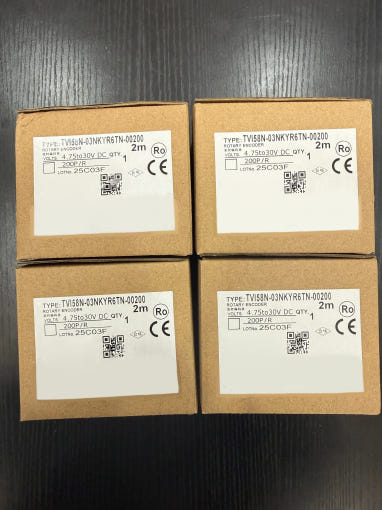 TYPE: TVI58N-03NKYR6TN-00200
ROTARY ENCODER 2m
VOLTS 4.75to30V DC QTY. 1
200P/R
LOTNo. 25C03F
Ro
CE
TYPE: TVI58N-03NKYR6TN-00200
ROTARY ENCODER 2m
VOLTS 4.75to30V DC QTY. 1
200P/R
LOTNo. 25C03F
Ro
CE
TYPE: TVI58N-03NKYR6TN-00200
ROTARY ENCODER 2m
VOLTS 4.75to30V DC QTY. 1
200P/R
LOTNo. 25C03F
Ro
CE
TYPE: TVI58N-03NKYR6TN-00200
ROTARY ENCODER 2m
VOLTS 4.75to30V DC QTY. 1
200P/R
LOTNo. 25C03F
Ro
CE